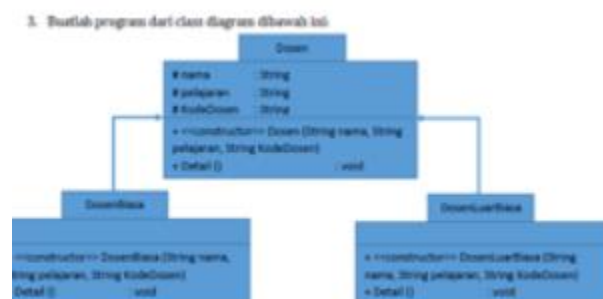 3. Buatlah program dari class diagram dibawah ini
Dosen
# nama : String
# pelajaran : String
# KodeDosen : String
+ <<constructor>> Dosen (String nama, String
pelajaran, String KodeDosen)
+ Detail () : void
DosenBiasa
<<constructor>> DosenBiasa (String nama,
String pelajaran, String KodeDosen)
Detail () void
DosenLuarBiasa
+ <<constructor>> DosenLuarBiasa (String
nama, String pelajaran, String KodeDosen)
+ Detail () void